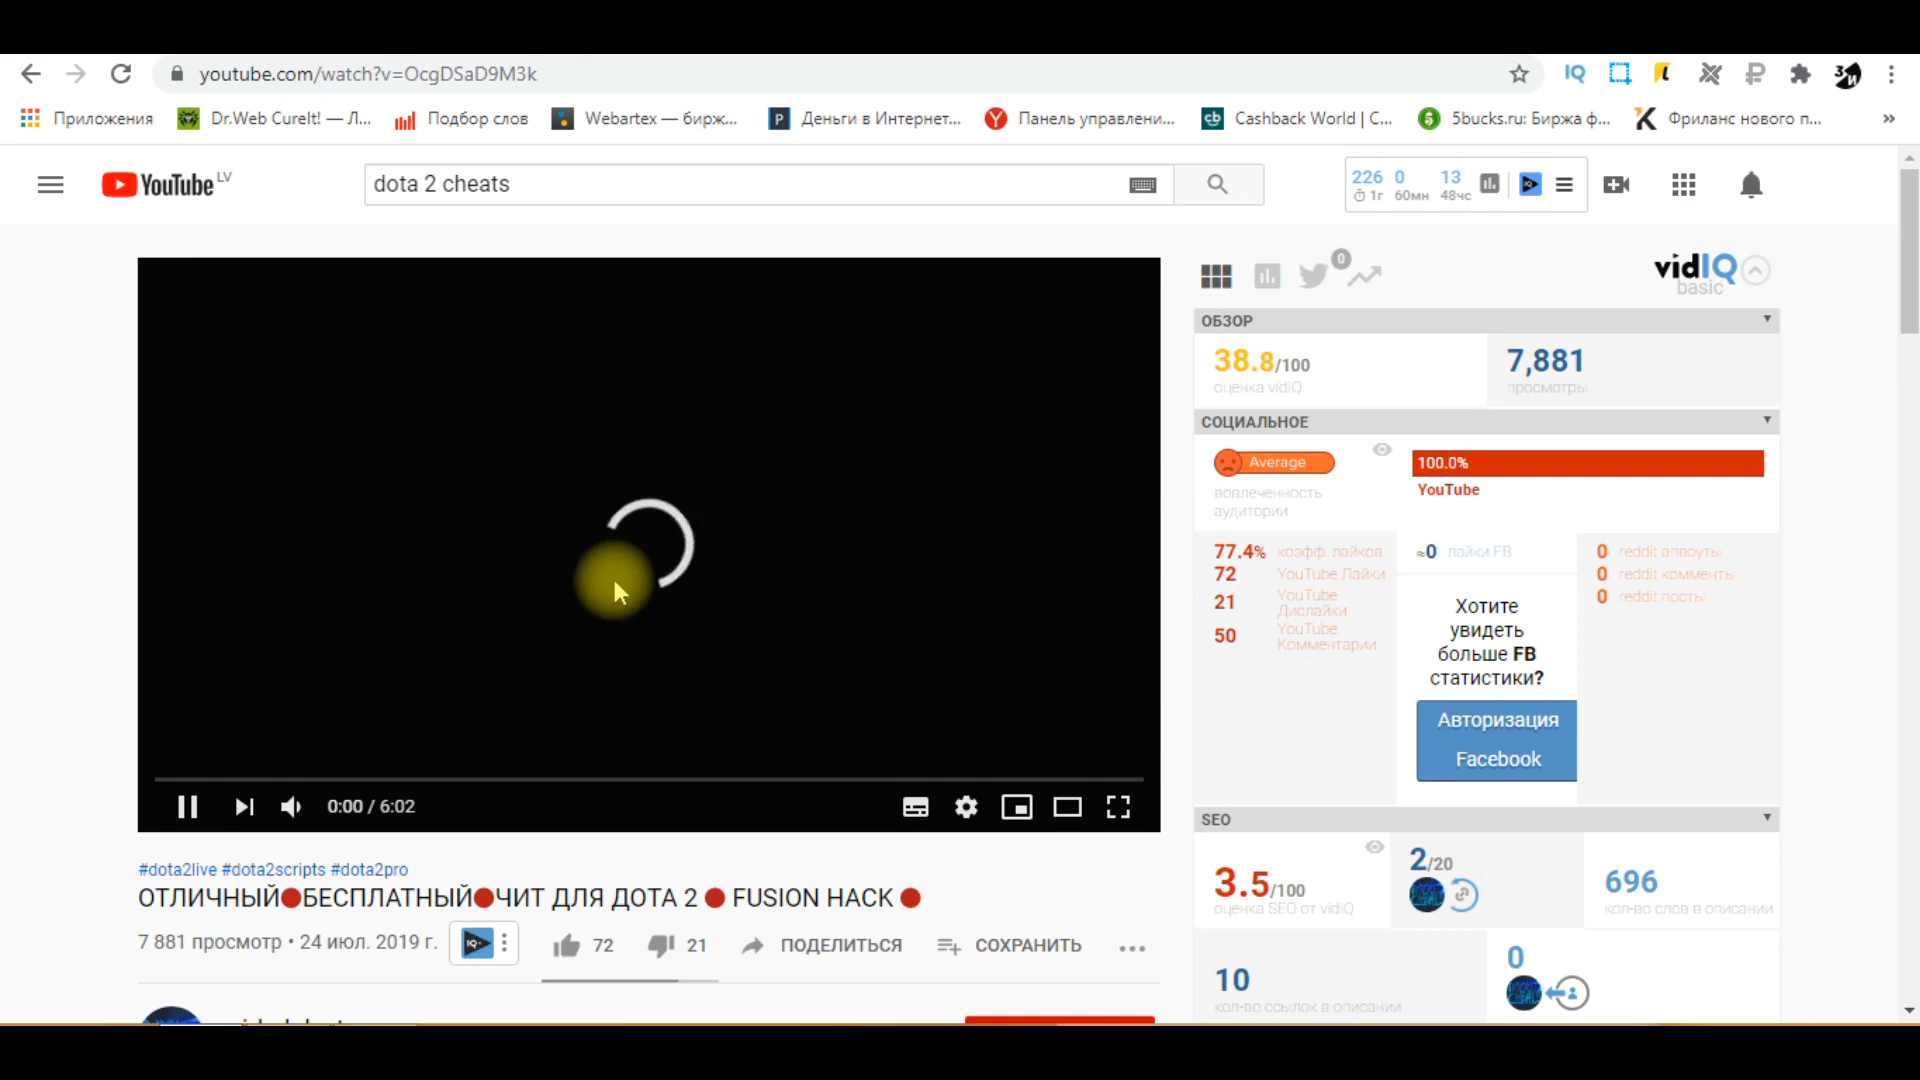 youtube.com/watch?v=OcgDSaD9M3k
Приложения
Dr.Web CureIt! — Л...
Подбор слов
Webartex — бирж...
Деньги в Интернет...
Панель управлени...
Cashback World | C...
5bucks.ru: Биржа ф...
Фриланс нового п...
YouTube LV
dota 2 cheats
226 0 13
1г 60мн 48чс
0
vidIQ
basic
ОБЗОР
38.8/100
оценка vidIQ
7,881
просмотры
СОЦИАЛЬНОЕ
Average
вовлеченность
аудитории
100.0%
YouTube
77.4% коэфф. лайков
72 YouTube Лайки
21 YouTube
Дислайки
50 YouTube
Комментарии
≈0 лайки FB
Хотите
увидеть
больше FB
статистики?
Авторизация
Facebook
0 reddit апвоуты
0 reddit комменты
0 reddit посты
0:00 / 6:02
#dota2live #dota2scripts #dota2pro
ОТЛИЧНЫЙ🔴БЕСПЛАТНЫЙ🔴ЧИТ ДЛЯ ДОТА 2 🔴 FUSION HACK 🔴
7 881 просмотр • 24 июл. 2019 г.
72
21
ПОДЕЛИТЬСЯ
СОХРАНИТЬ
SEO
3.5/100
оценка SEO от vidIQ
2/20
696
кол-во слов в описании
10
кол-во ссылок в описании
0